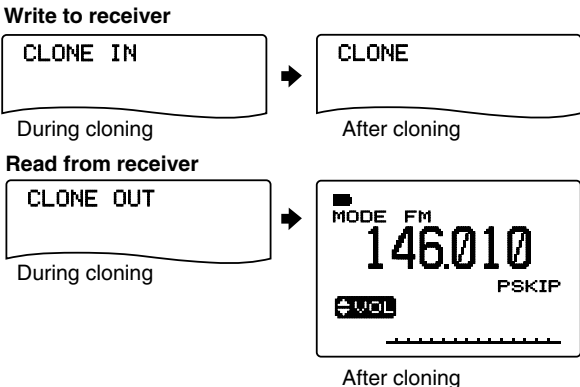 Write to receiver
CLONE IN
CLONE
During cloning
After cloning
Read from receiver
CLONE OUT
During cloning
MODE FM
146.010
PSKIP
VOL
After cloning